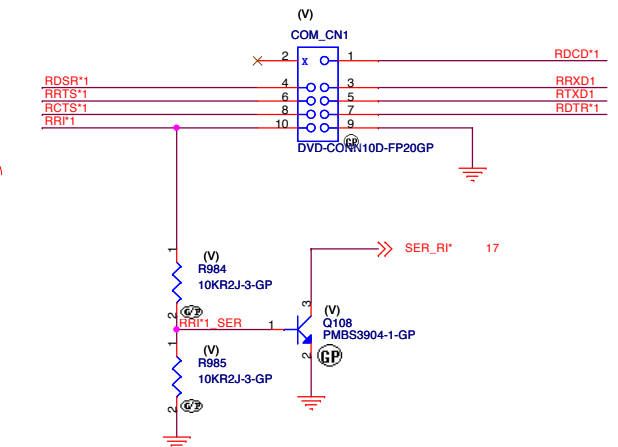 (V)
COM_CN1
2 X 1 RDCD*1
RDSR*1 4 3 RRXD1
RRTS*1 6 5 RTXD1
RCTS*1 8 7 RDTR*1
RRI*1 10 9
GP
DVD-CONN10D-FP20GP
1
(V)
R984
10KR2J-3-GP
2
G/P
SER_RI* 17
3
(V)
RRI*1_SER 1 Q108
PMBS3904-1-GP
2 GP
1
(V)
R985
10KR2J-3-GP
2
G/P